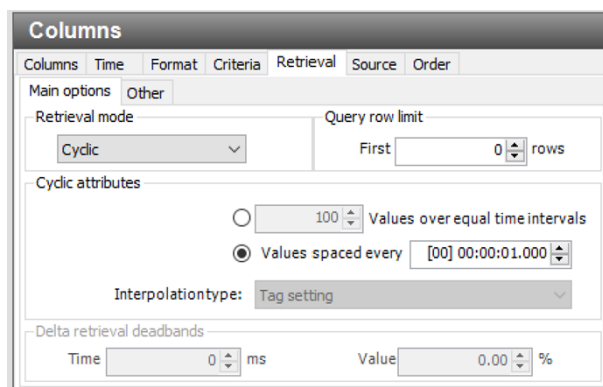 Columns
Columns Time Format Criteria Retrieval Source Order
Main options Other
Retrieval mode Query row limit
Cyclic First 0 rows
Cyclic attributes
100 Values over equal time intervals
Values spaced every [00] 00:00:01.000
Interpolation type: Tag setting
Delta retrieval deadbands
Time 0 ms Value 0.00 %